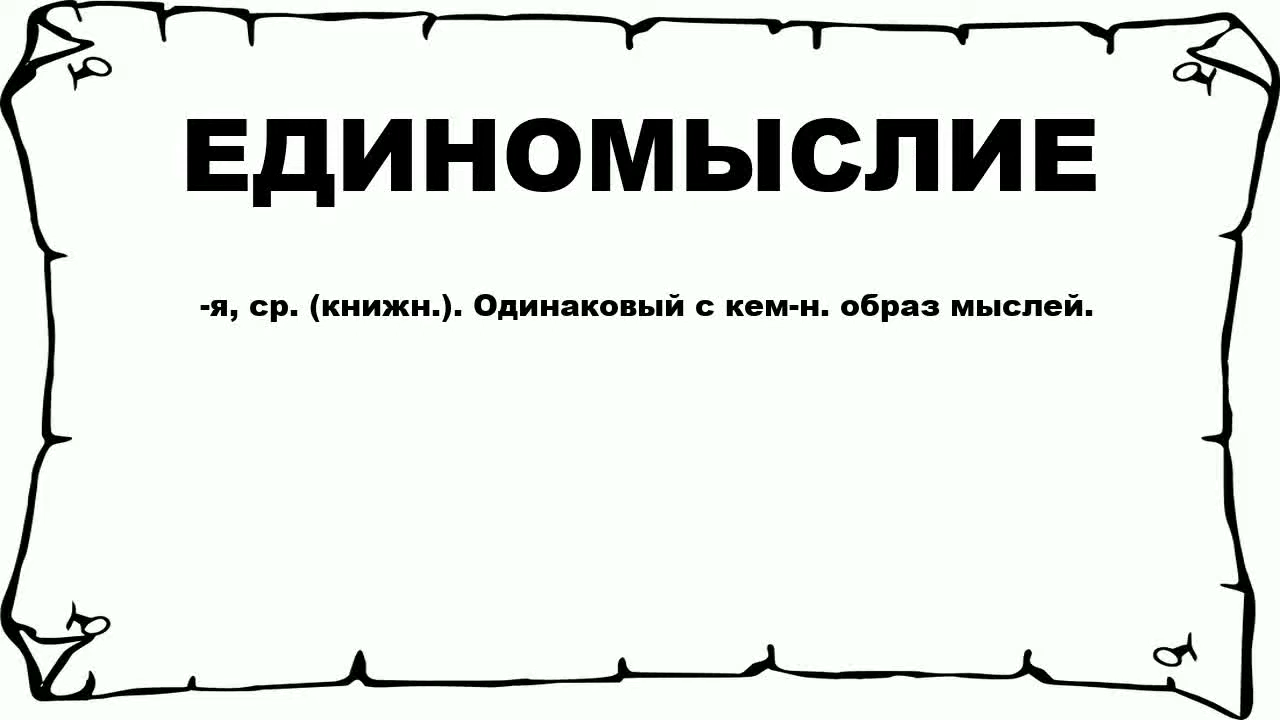 ЕДИНОМЫСЛИЕ
-я, ср. (книжн.). Одинаковый с кем-н. образ мыслей.